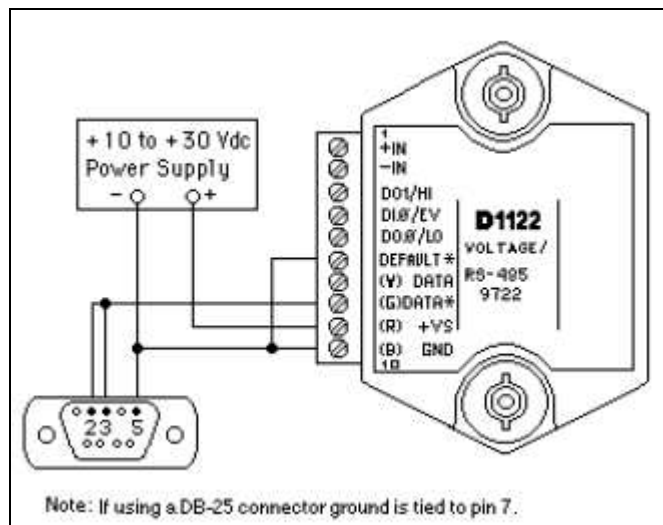 +10 to +30 Vdc
Power Supply
- +
1
+IN
-IN
DO1/HI
DI0/EV
DO0/LO
DEFAULT*
(Y) DATA
(G)DATA*
(R) +VS
(B) GND
10
D1122
VOLTAGE/
RS-485
9722
23 5
Note: If using a DB-25 connector ground is tied to pin 7.